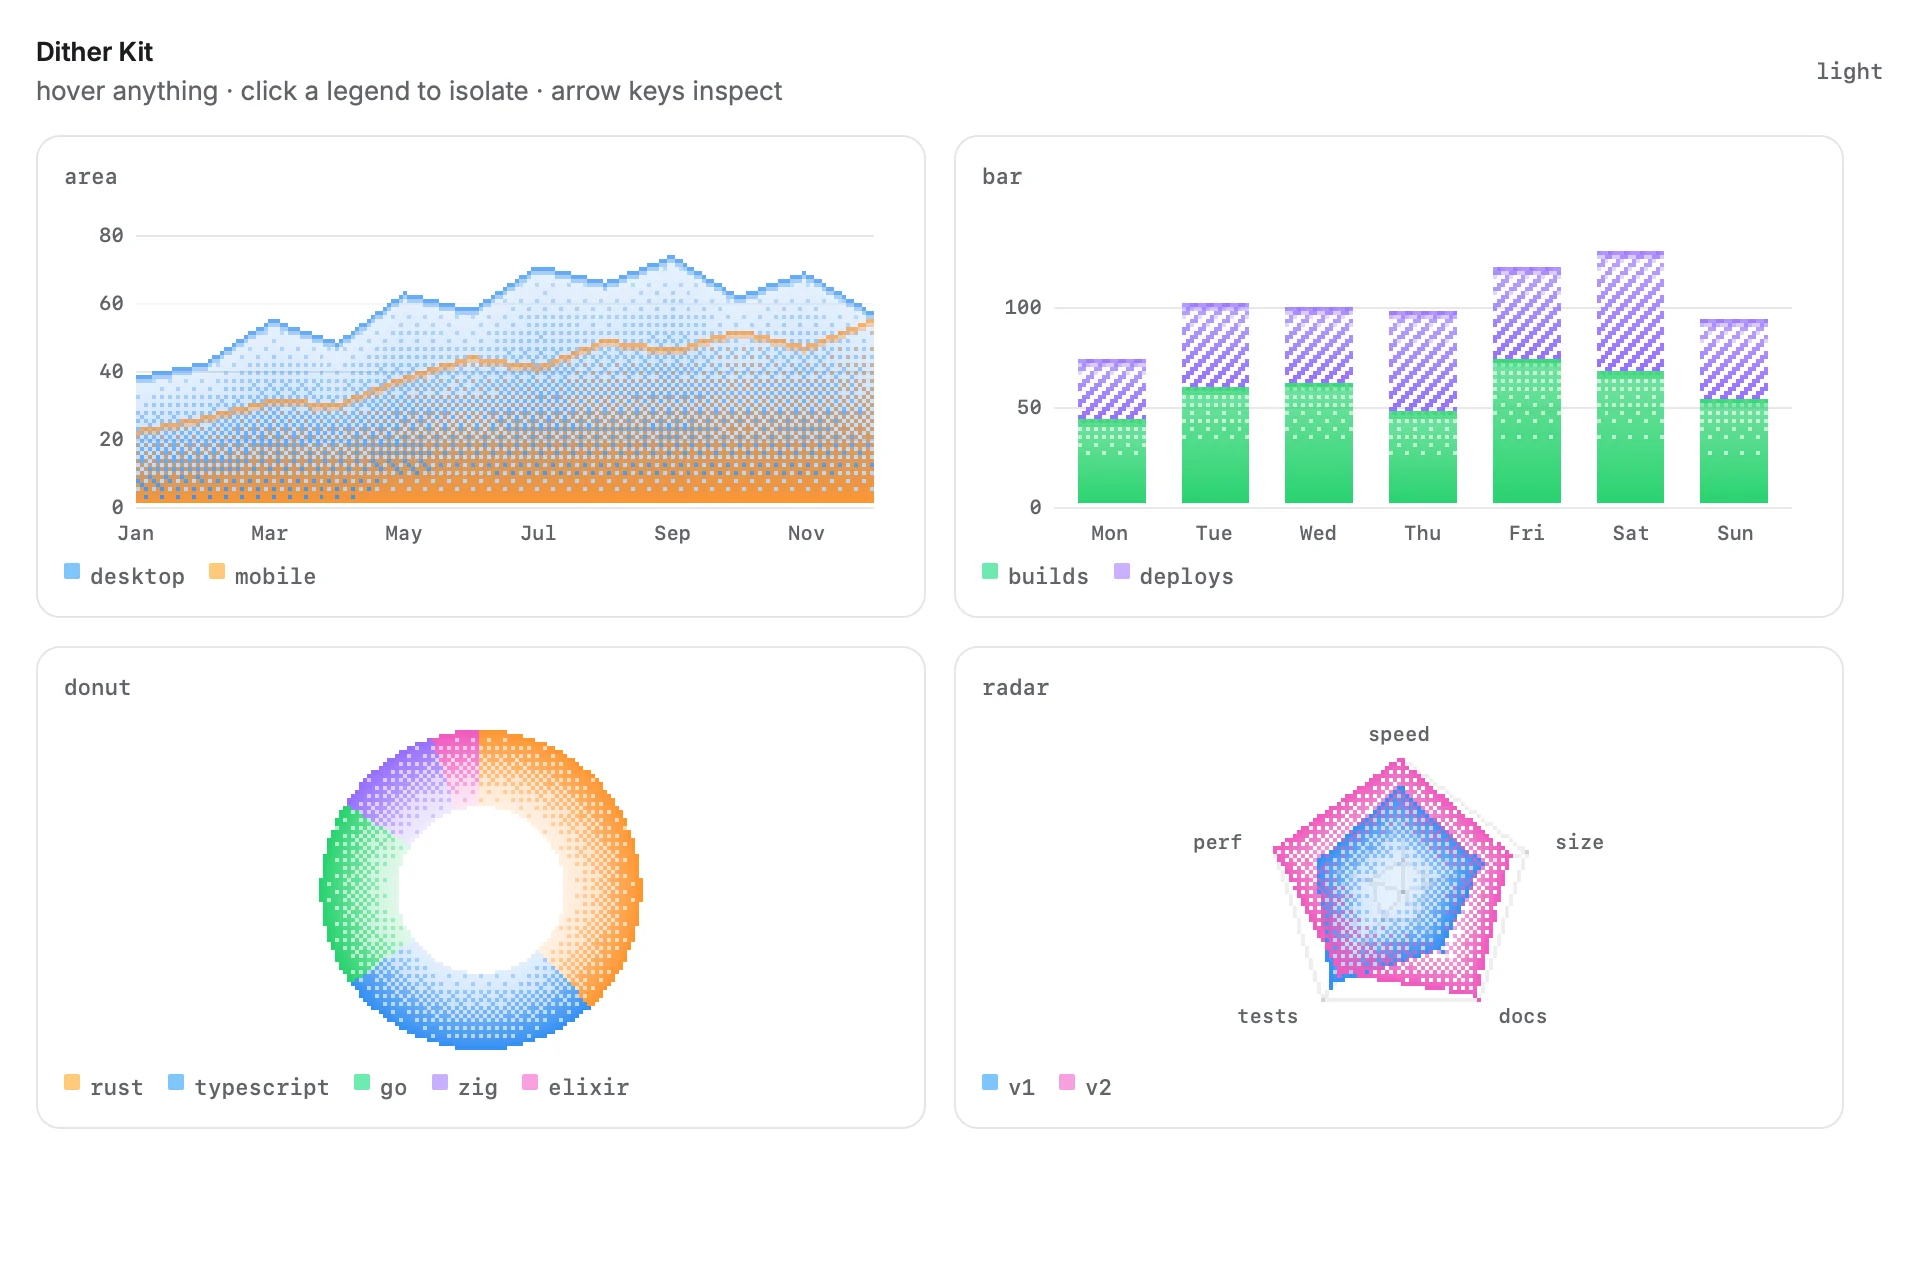 Dither Kit
hover anything · click a legend to isolate · arrow keys inspect
light
area
80
60
40
20
0
Jan Mar May Jul Sep Nov
desktop mobile
bar
100
50
0
Mon Tue Wed Thu Fri Sat Sun
builds deploys
donut
rust typescript go zig elixir
radar
speed
perf size
tests docs
v1 v2